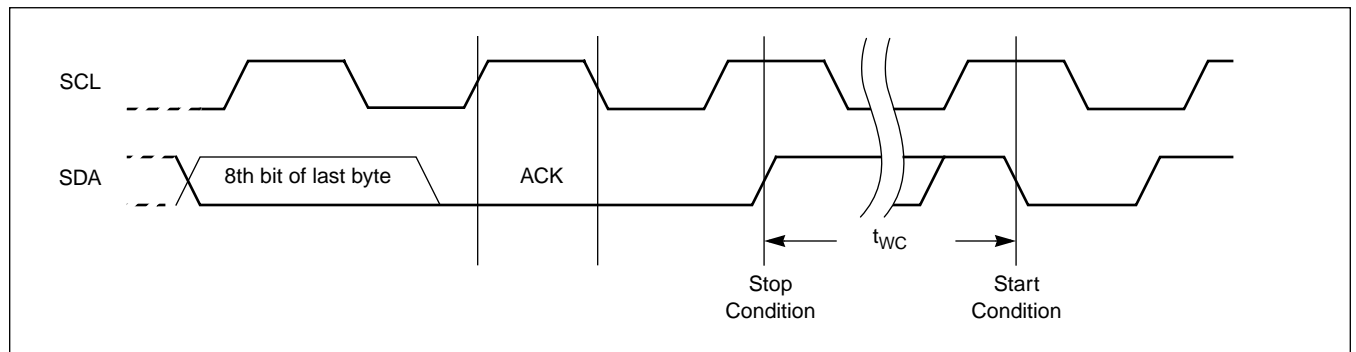 SCL
SDA
8th bit of last byte
ACK
tWC
Stop
Condition
Start
Condition